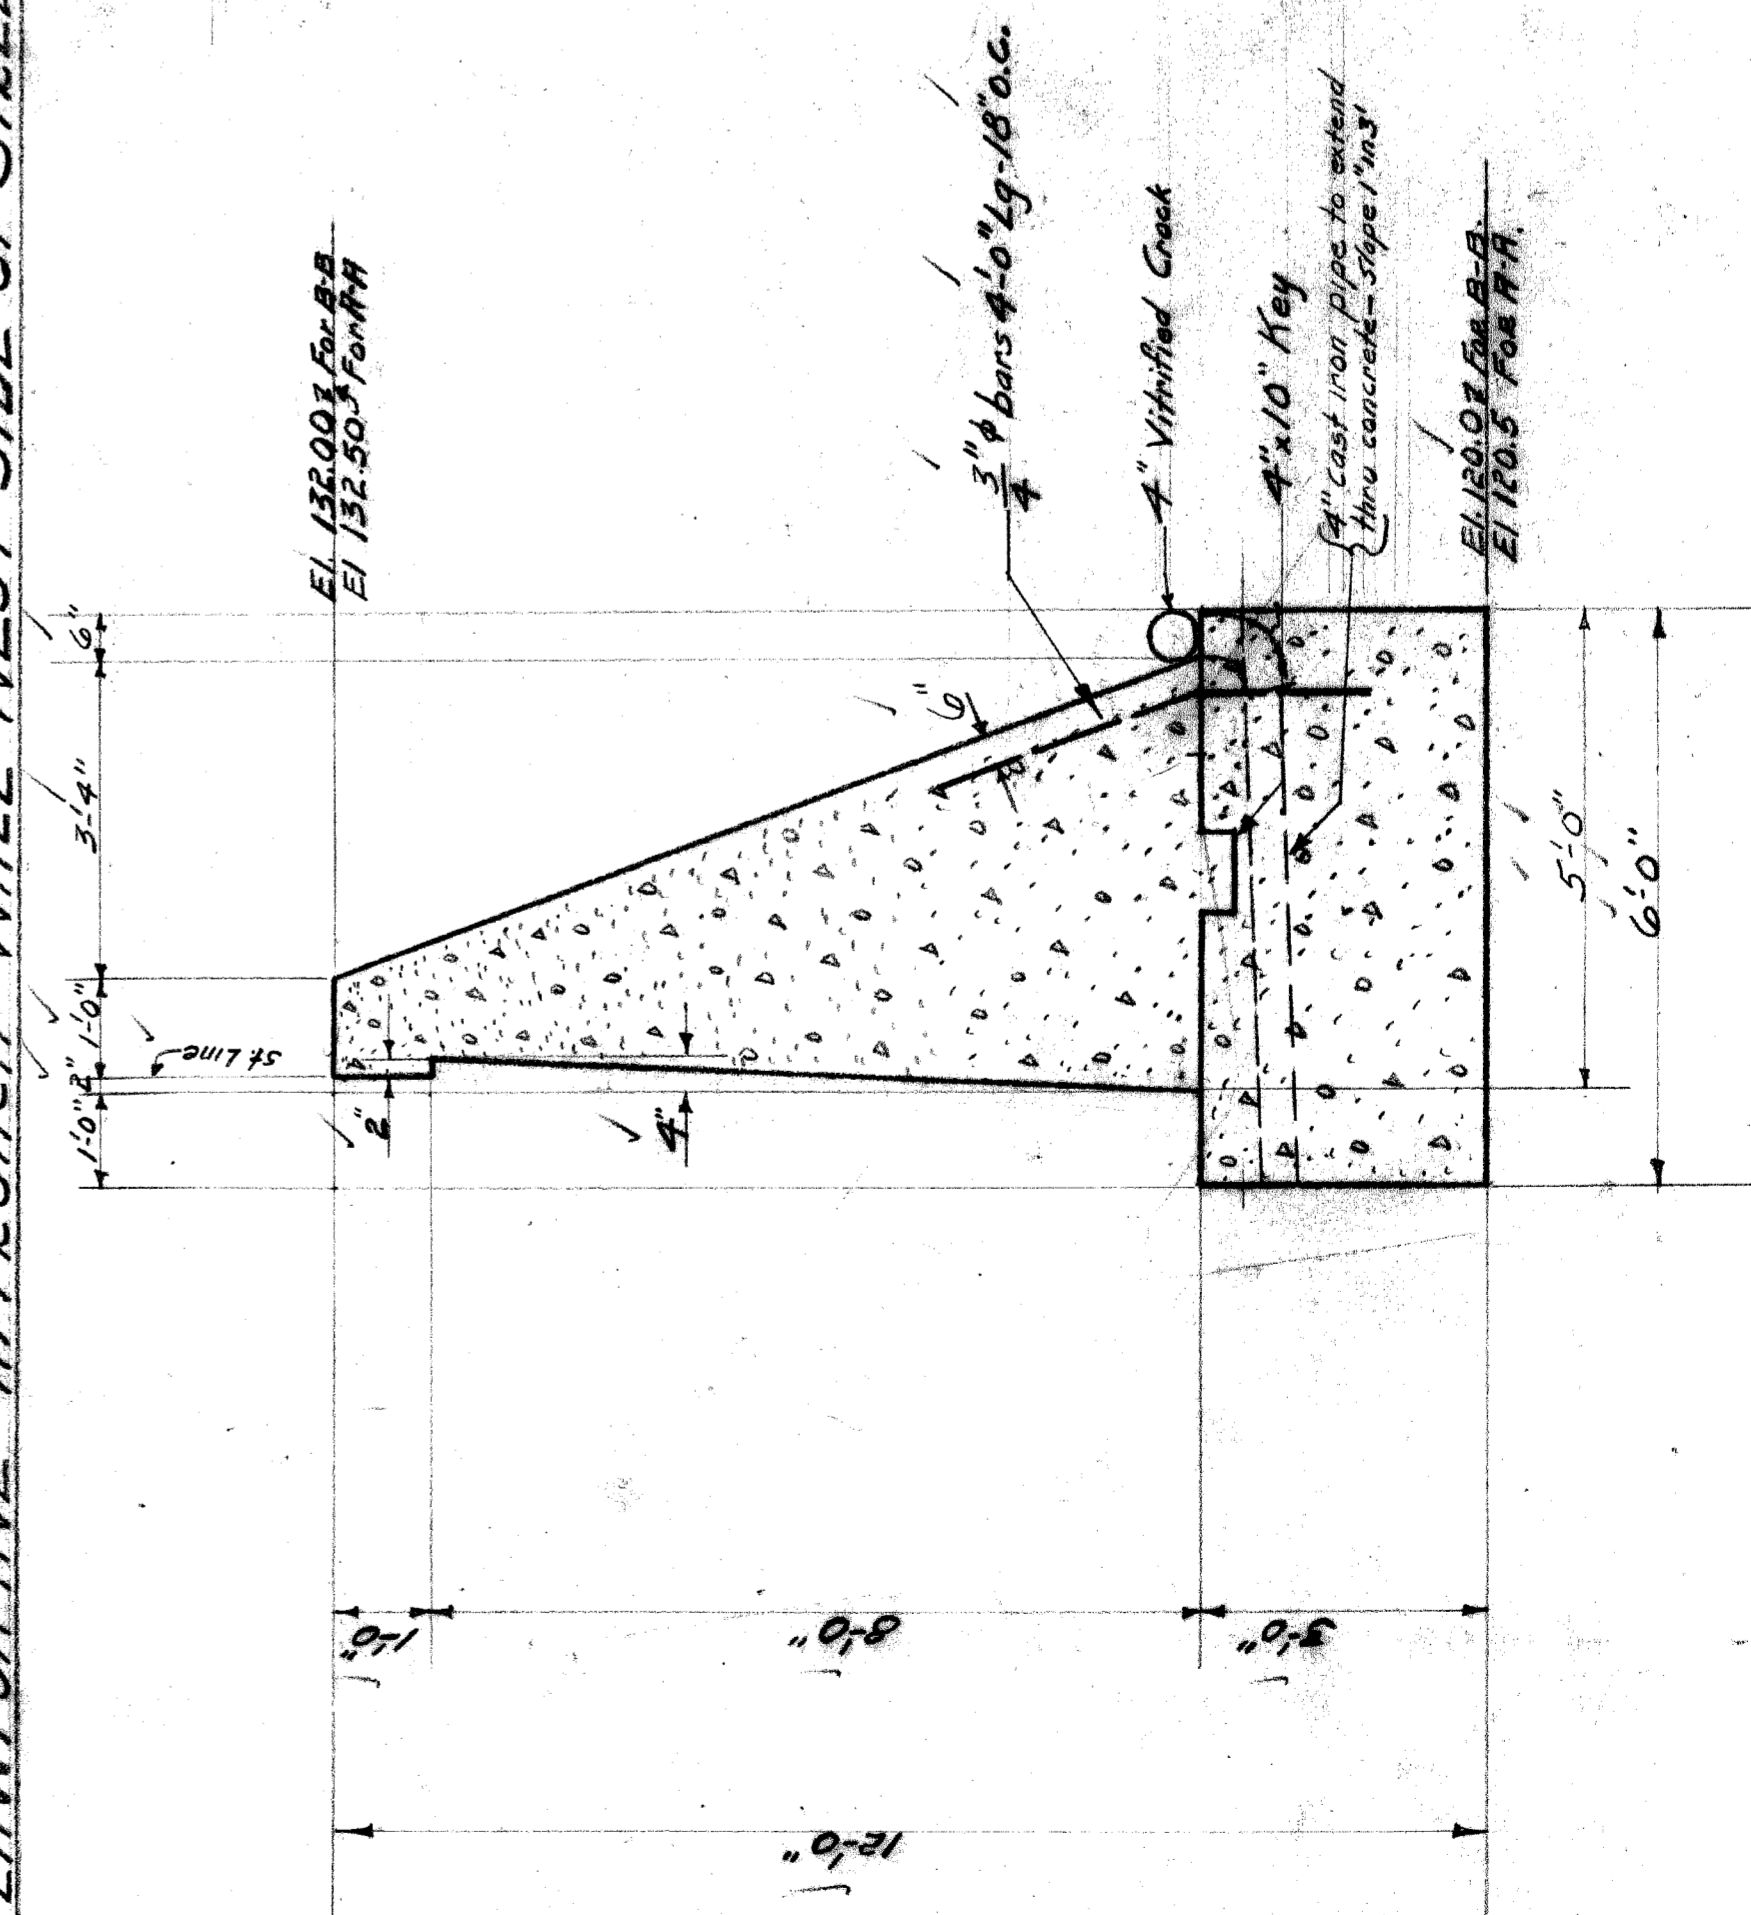 El. 132.00± For B-B
El 132.50± For A-A
6"
3'-4"
1'-0"
2"
1'-0"
St Line
2"
4"
6"
3/4" ϕ bars 4'-0" Lg-18" o.c.
4" Vitrified Crock
4"x10" Key
4" Cast iron pipe to extend
thru concrete-Slope 1" in 3'
El. 120.0± For B-B.
El 120.5 For A-A.
5'-0"
6'-0"
1'-0"
8'-0"
3'-0"
12'-0"